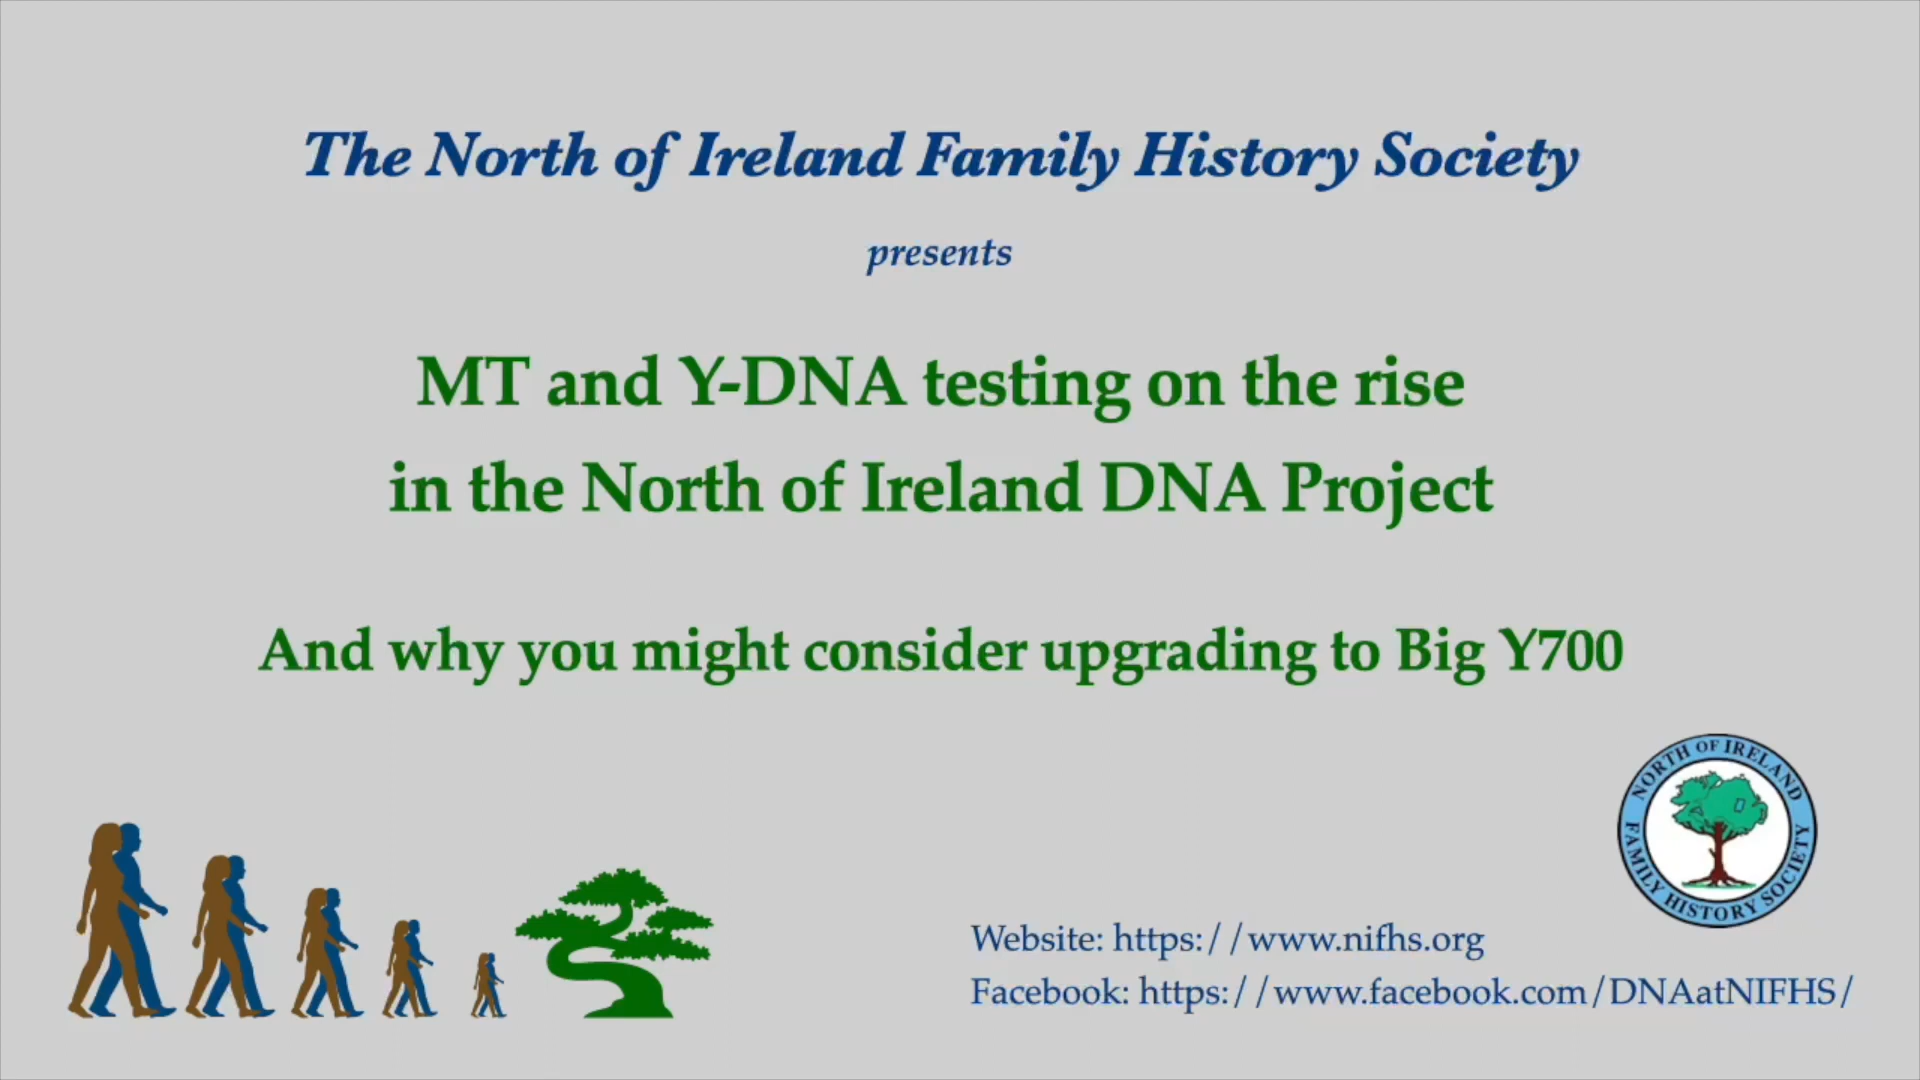 The North of Ireland Family History Society
presents
MT and Y-DNA testing on the rise
in the North of Ireland DNA Project
And why you might consider upgrading to Big Y700
NORTH OF IRELAND
FAMILY HISTORY SOCIETY
Website: https://www.nifhs.org
Facebook: https://www.facebook.com/DNAatNIFHS/